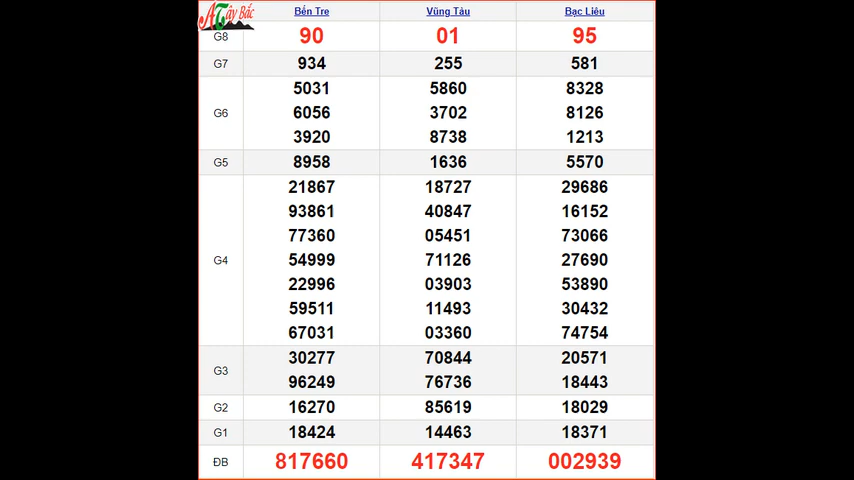 A Tây Bắc
Bến Tre Vũng Tàu Bạc Liêu
G8 90 01 95
G7 934 255 581
5031 5860 8328
G6 6056 3702 8126
3920 8738 1213
G5 8958 1636 5570
21867 18727 29686
93861 40847 16152
77360 05451 73066
G4 54999 71126 27690
22996 03903 53890
59511 11493 30432
67031 03360 74754
G3 30277 70844 20571
96249 76736 18443
G2 16270 85619 18029
G1 18424 14463 18371
ĐB 817660 417347 002939